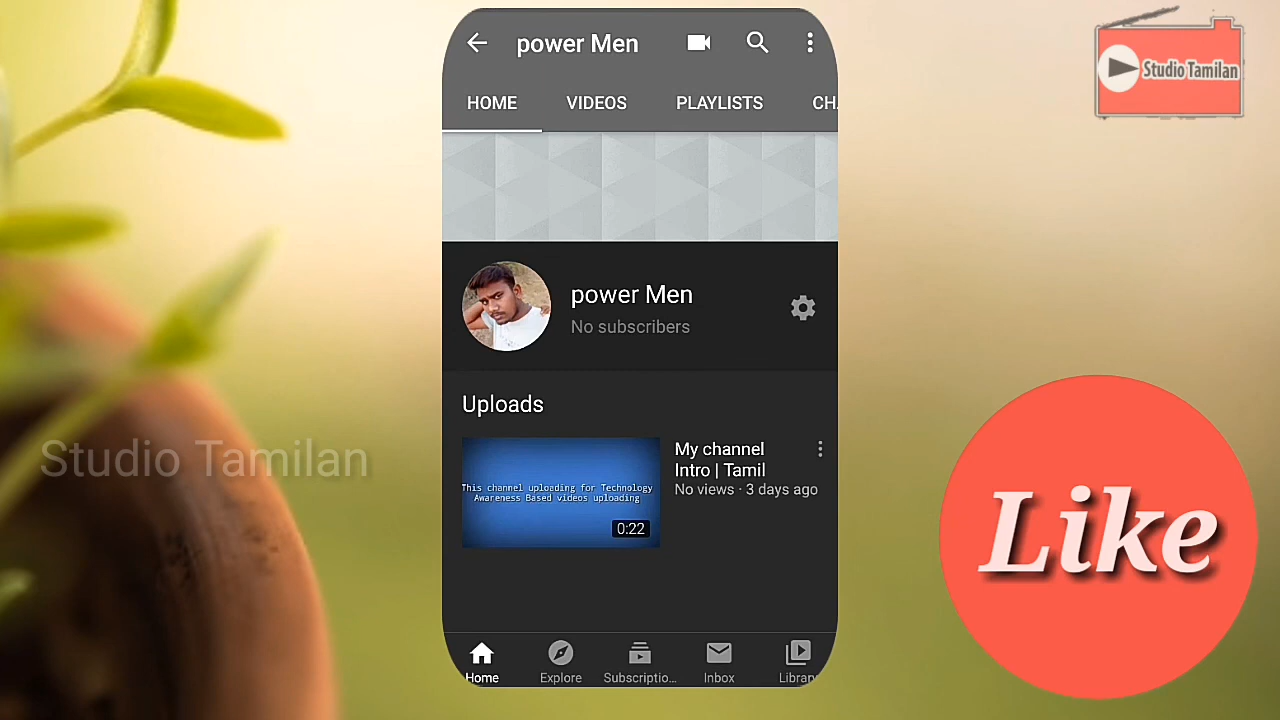 power Men
HOME VIDEOS PLAYLISTS CH
Studio Tamilan
power Men
No subscribers
Uploads
My channel
Intro | Tamil
No views · 3 days ago
This channel uploading for Technology
Awareness Based videos uploading
0:22
Studio Tamilan
Like
Home Explore Subscriptio... Inbox Library